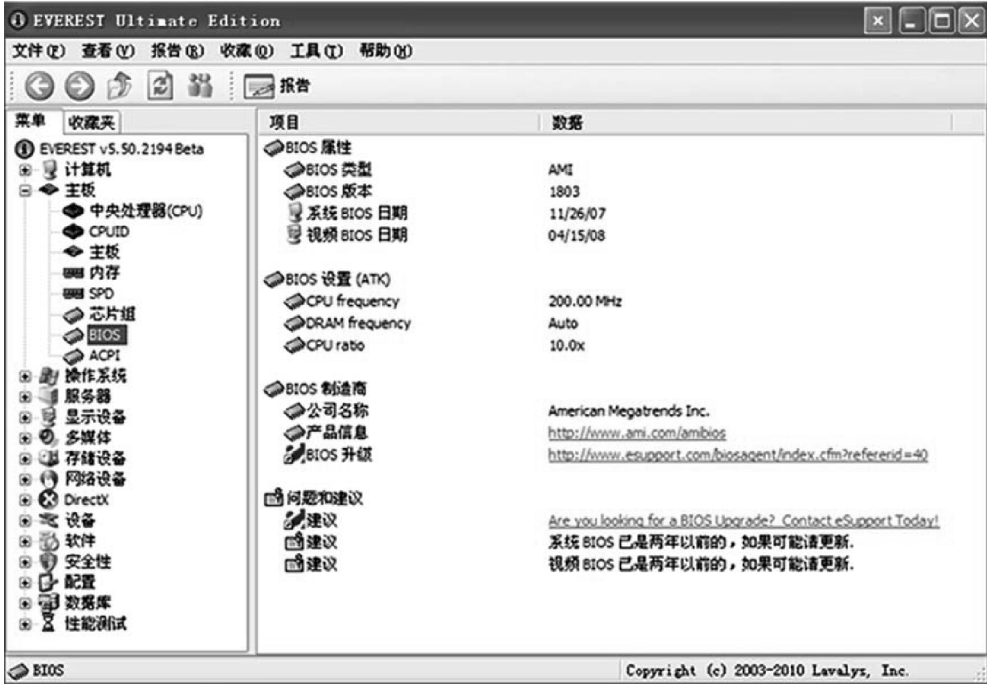 EVEREST Ultimate Edition
文件(F) 查看(V) 报告(R) 收藏(O) 工具(T) 帮助(H)
报告
菜单 收藏夹
EVEREST v5.50.2194 Beta
计算机
主板
中央处理器(CPU)
CPUID
主板
内存
SPD
芯片组
BIOS
ACPI
操作系统
服务器
显示设备
多媒体
存储设备
网络设备
DirectX
设备
软件
安全性
配置
数据库
性能测试
项目 数据
BIOS 属性
BIOS 类型 AMI
BIOS 版本 1803
系统 BIOS 日期 11/26/07
视频 BIOS 日期 04/15/08
BIOS 设置 (ATK)
CPU frequency 200.00 MHz
DRAM frequency Auto
CPU ratio 10.0x
BIOS 制造商
公司名称 American Megatrends Inc.
产品信息 http://www.ami.com/amibios
BIOS 升级 http://www.esupport.com/biosagent/index.cfm?refererid=40
问题和建议
建议 Are you looking for a BIOS Upgrade? Contact eSupport Today!
建议 系统 BIOS 已是两年以前的，如果可能请更新.
建议 视频 BIOS 已是两年以前的，如果可能请更新.
BIOS Copyright (c) 2003-2010 Lavalys, Inc.